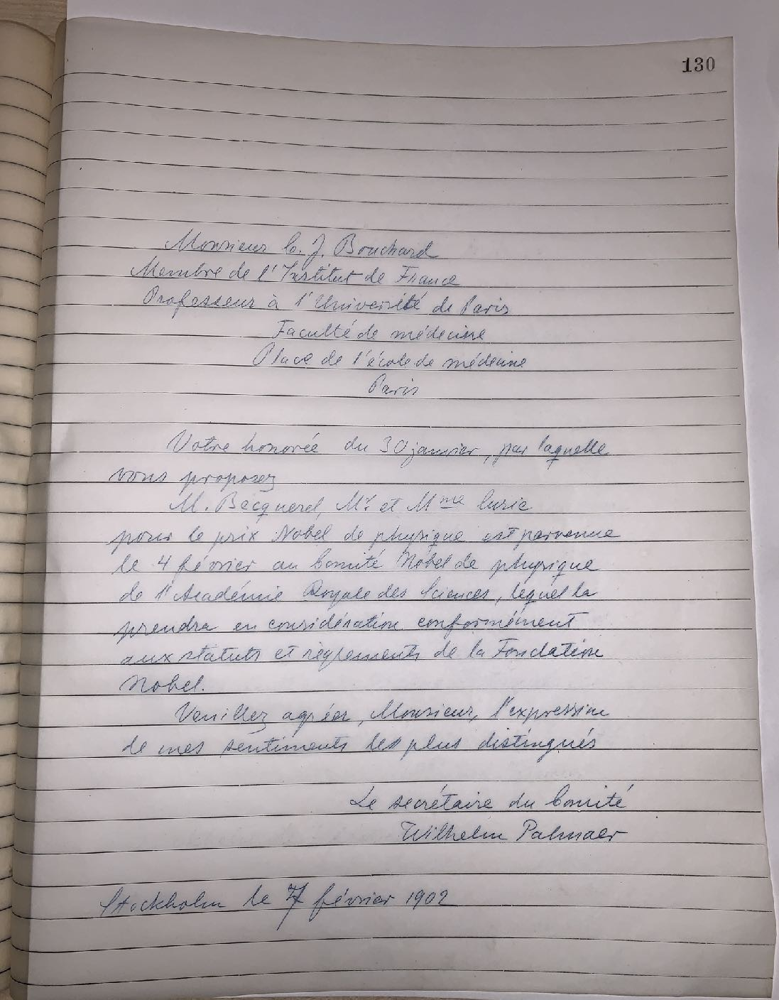 130
Monsieur C. J. Bouchard
Membre de l'Institut de France
Professeur à l'Université de Paris
Faculté de médecine
Place de l'école de médecine
Paris
Votre honorée du 30 janvier, par laquelle
vous proposez
M. Becquerel, Mr. et Mme Curie
pour le prix Nobel de physique est parvenue
le 4 février au Comité Nobel de physique
de l'Académie Royale des Sciences, lequel la
prendra en considération conformément
aux statuts et règlements de la Fondation
Nobel.
Veuillez agréer, Monsieur, l'expression
de mes sentiments les plus distingués
Le secrétaire du Comité
Wilhelm Palmaer
Stockholm le 7 février 1902